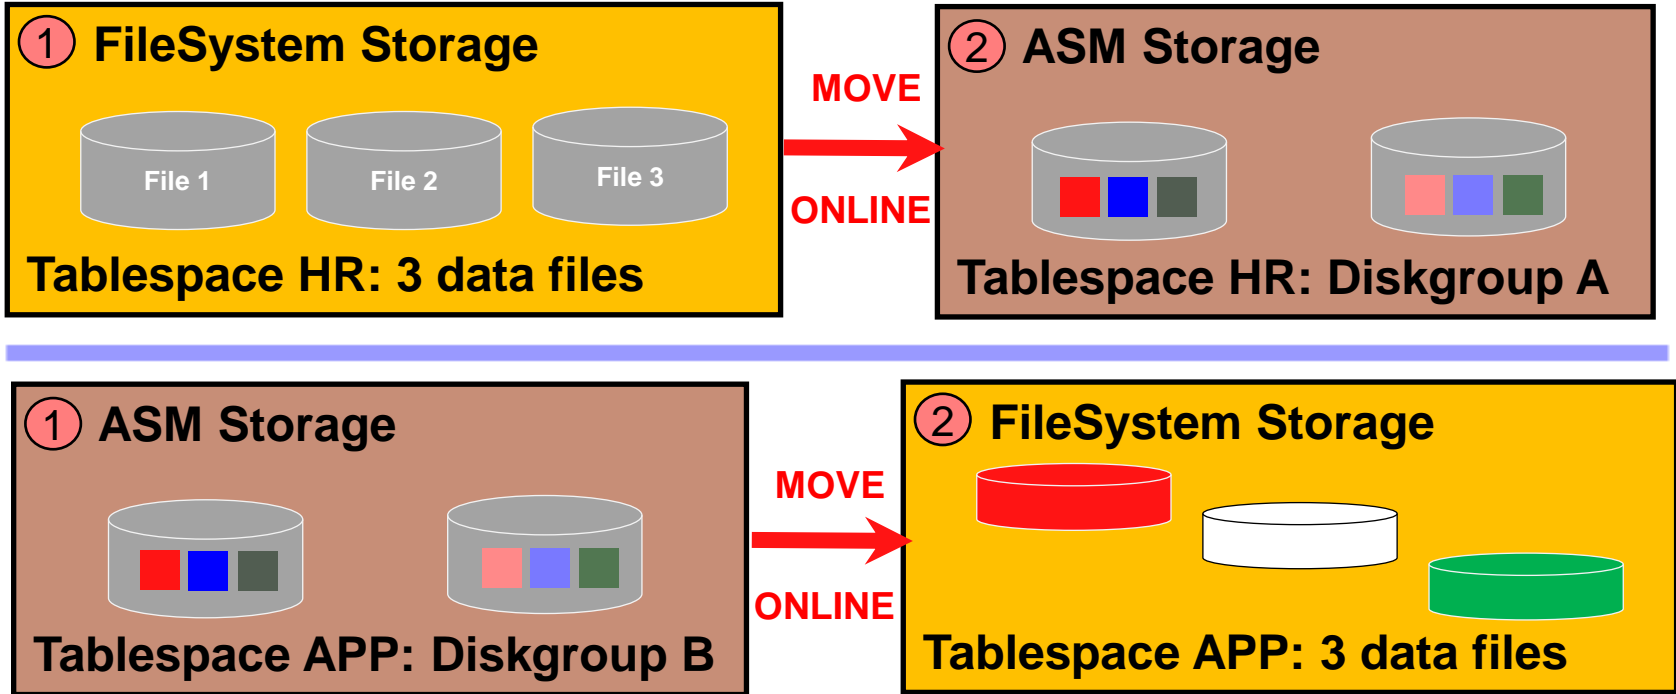 1 FileSystem Storage
File 1 File 2 File 3
Tablespace HR: 3 data files
MOVE
ONLINE
2 ASM Storage
Tablespace HR: Diskgroup A
1 ASM Storage
Tablespace APP: Diskgroup B
MOVE
ONLINE
2 FileSystem Storage
Tablespace APP: 3 data files